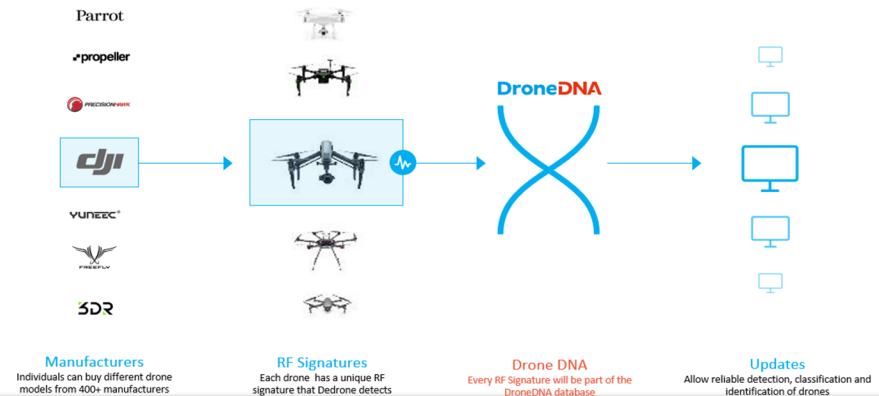 Parrot
propeller
PRECISIONHAWK
dji
YUNEEC
FREEFLY
3DR
DroneDNA
Manufacturers
Individuals can buy different drone
models from 400+ manufacturers
RF Signatures
Each drone has a unique RF
signature that Dedrone detects
Drone DNA
Every RF Signature will be part of the
DroneDNA database
Updates
Allow reliable detection, classification and
identification of drones